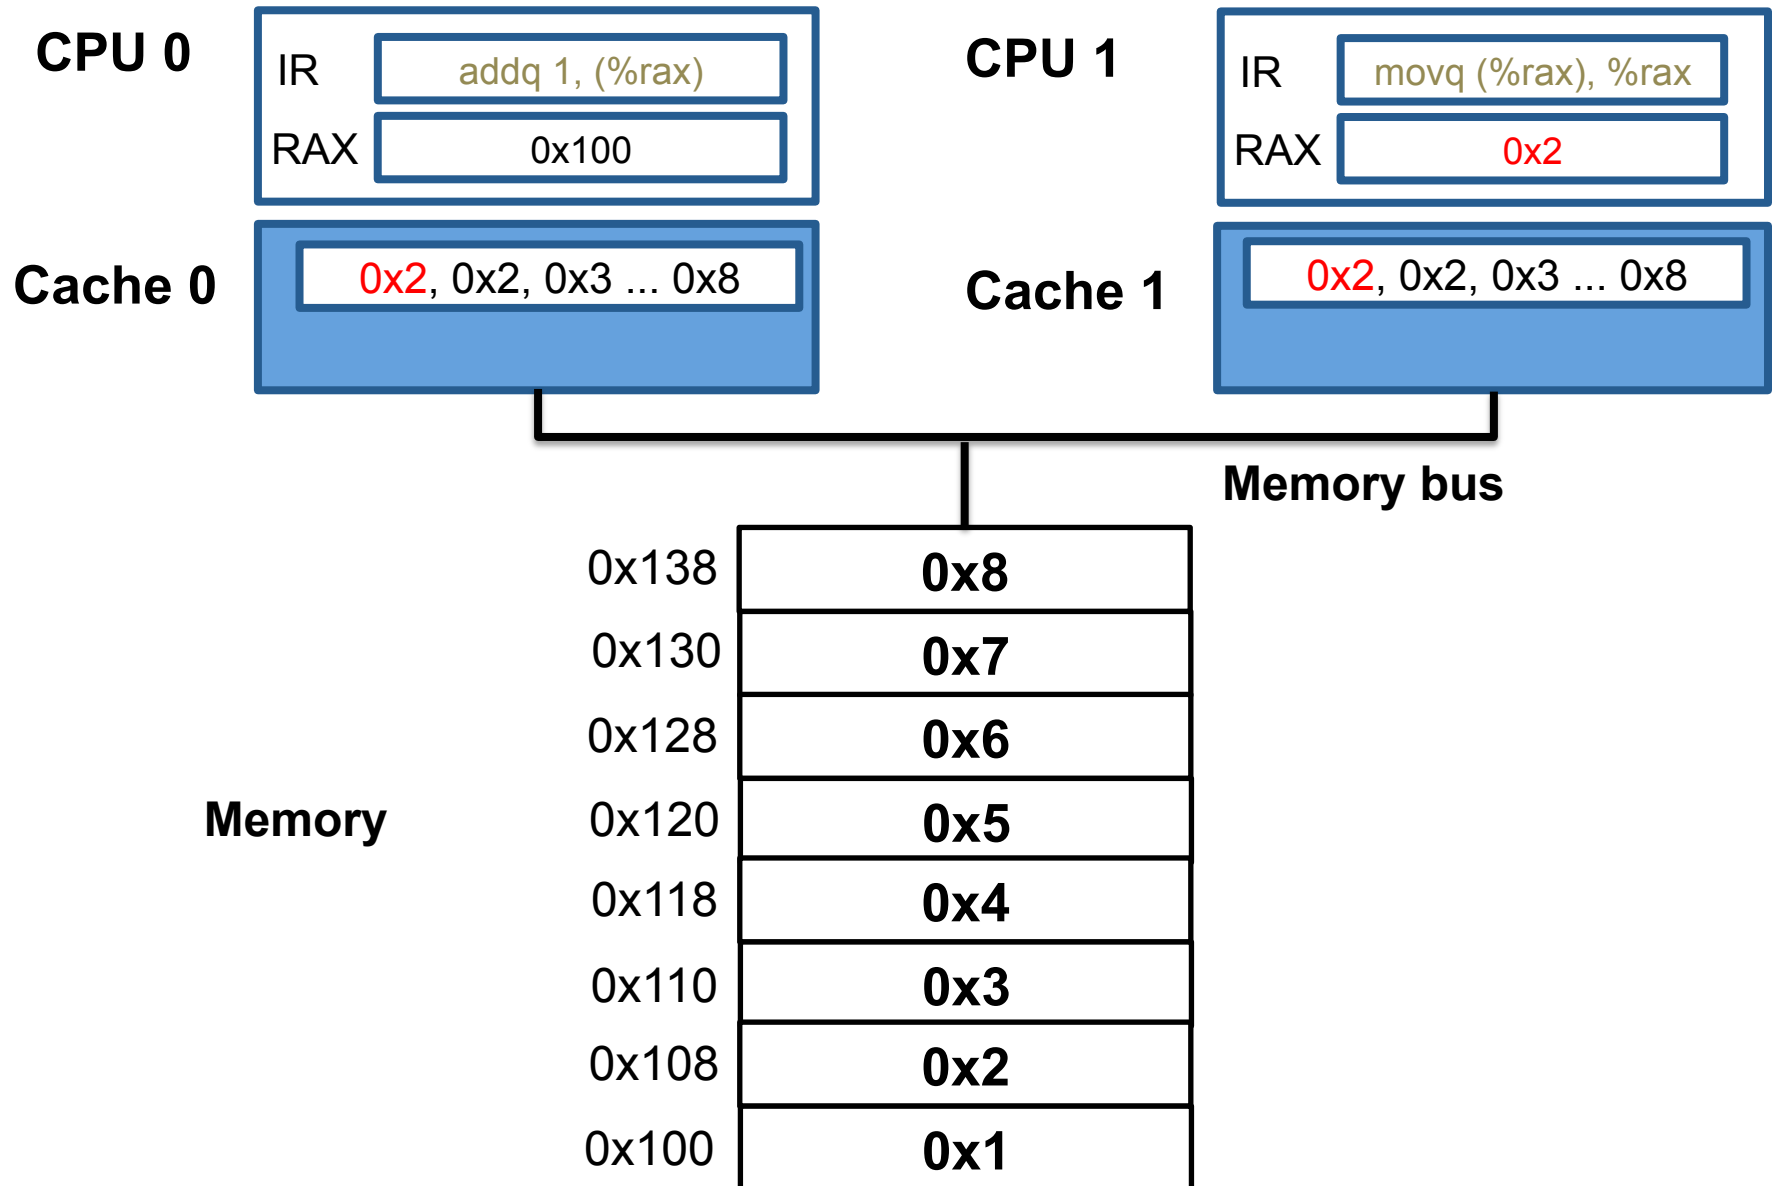 CPU 0
IR
addq 1, (%rax)
RAX
0x100
CPU 1
IR
movq (%rax), %rax
RAX
0x2
Cache 0
0x2, 0x2, 0x3 ... 0x8
Cache 1
0x2, 0x2, 0x3 ... 0x8
Memory bus
0x138
0x8
0x130
0x7
0x128
0x6
Memory
0x120
0x5
0x118
0x4
0x110
0x3
0x108
0x2
0x100
0x1